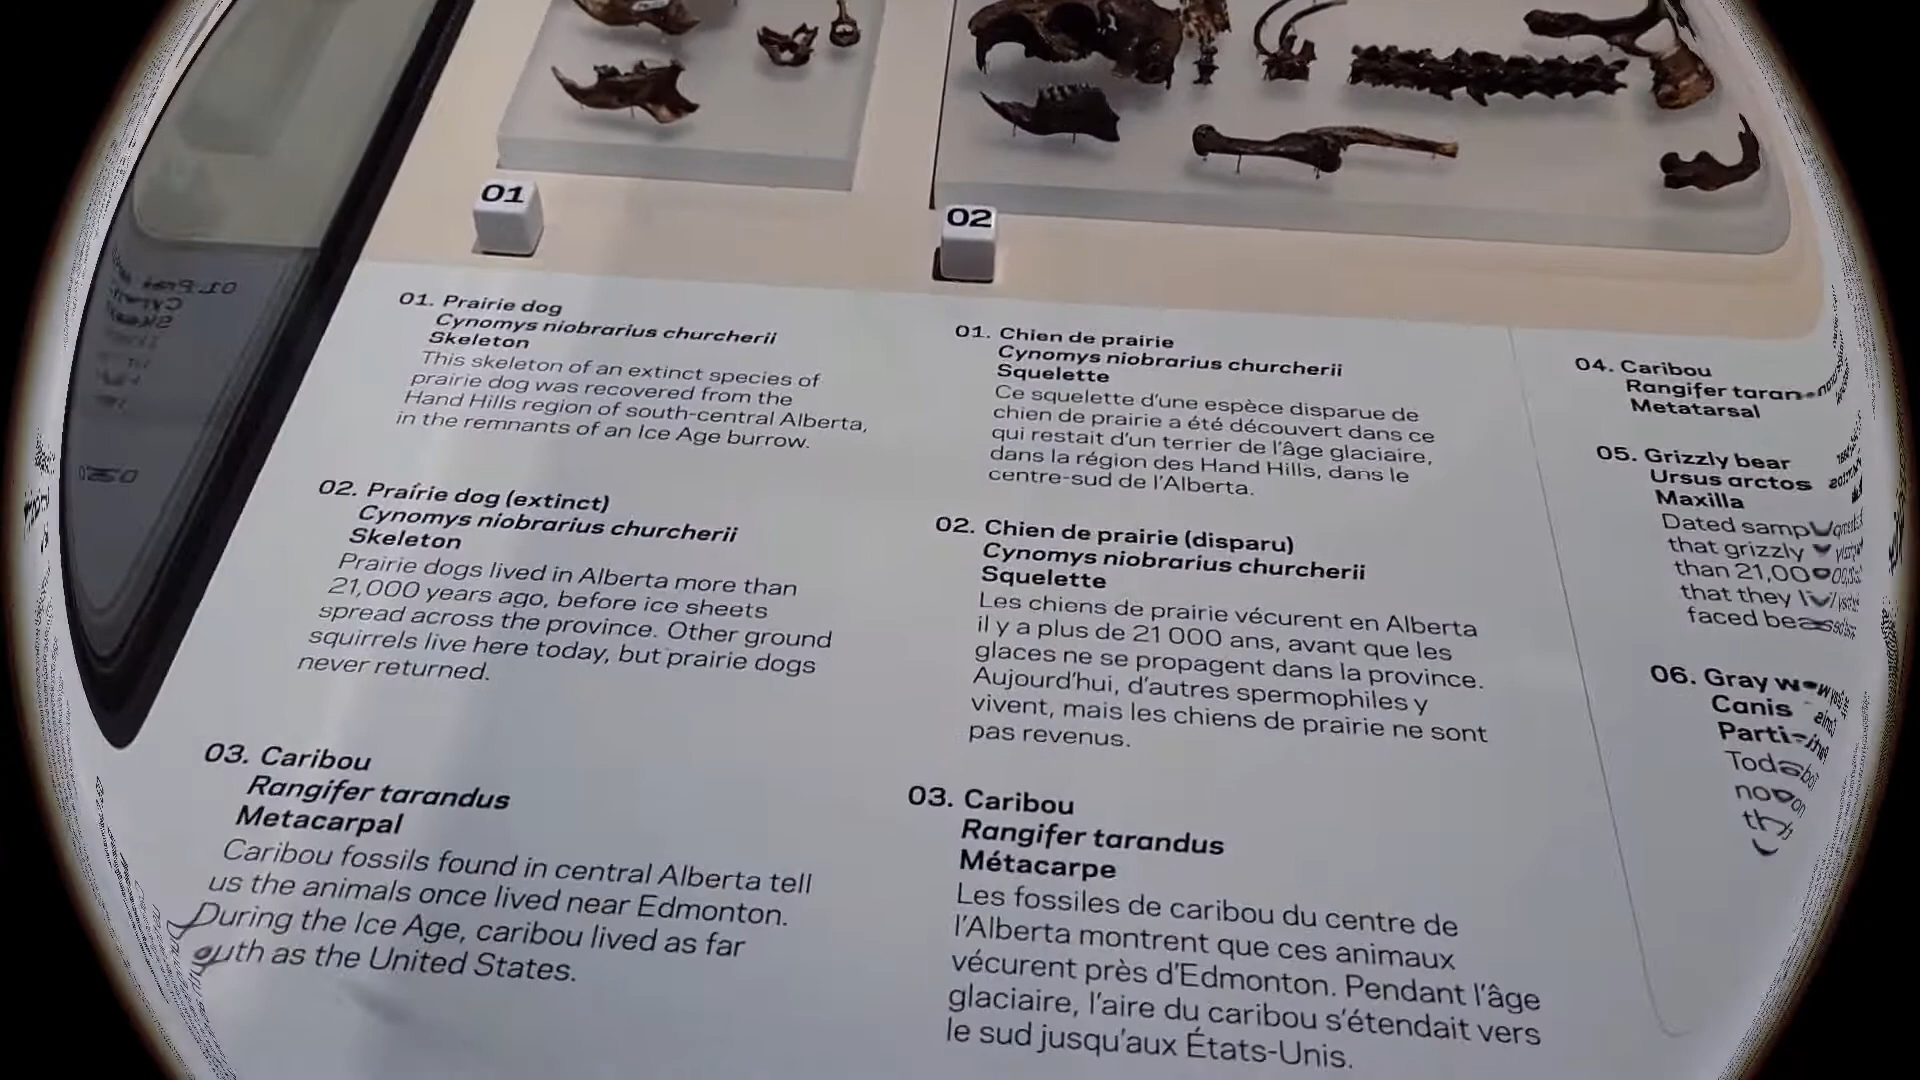 01
02
01. Prairie dog
Cynomys niobrarius churcherii
Skeleton
This skeleton of an extinct species of
prairie dog was recovered from the
Hand Hills region of south-central Alberta,
in the remnants of an Ice Age burrow.
02. Prairie dog (extinct)
Cynomys niobrarius churcherii
Skeleton
Prairie dogs lived in Alberta more than
21,000 years ago, before ice sheets
spread across the province. Other ground
squirrels live here today, but prairie dogs
never returned.
03. Caribou
Rangifer tarandus
Metacarpal
Caribou fossils found in central Alberta tell
us the animals once lived near Edmonton.
During the Ice Age, caribou lived as far
as the United States.
01. Chien de prairie
Cynomys niobrarius churcherii
Squelette
Ce squelette d'une espèce disparue de
chien de prairie a été découvert dans ce
qui restait d'un terrier de l'âge glaciaire,
dans la région des Hand Hills, dans le
centre-sud de l'Alberta.
02. Chien de prairie (disparu)
Cynomys niobrarius churcherii
Squelette
Les chiens de prairie vécurent en Alberta
il y a plus de 21 000 ans, avant que les
glaces ne se propagent dans la province.
Aujourd'hui, d'autres spermophiles y
vivent, mais les chiens de prairie ne sont
pas revenus.
03. Caribou
Rangifer tarandus
Métacarpe
Les fossiles de caribou du centre de
l'Alberta montrent que ces animaux
vécurent près d'Edmonton. Pendant l'âge
glaciaire, l'aire du caribou s'étendait vers
le sud jusqu'aux États-Unis.
04. Caribou
Rangifer
Metatarsal
05. Grizzly bear
Ursus arctos
Maxilla
Dated
that grizzly
than
that they
faced
06. Gray
Canis